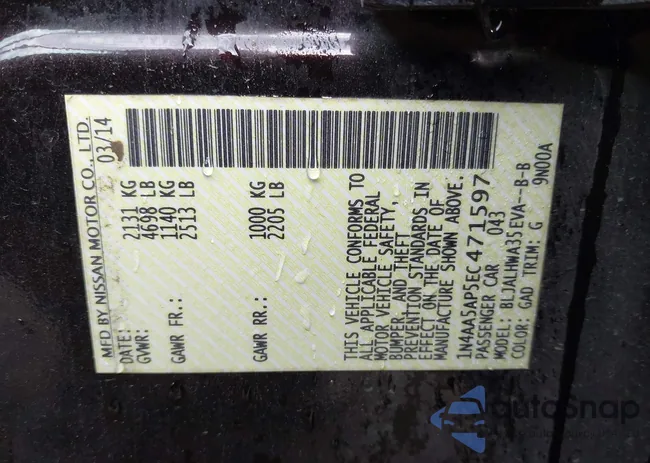 MFD BY NISSAN MOTOR CO., LTD.
DATE: 03/14
GVWR: 2131 KG
4698 LB
GAWR FR.: 1140 KG
2513 LB
GAWR RR.: 1000 KG
2205 LB
THIS VEHICLE CONFORMS TO
ALL APPLICABLE FEDERAL
MOTOR VEHICLE SAFETY,
BUMPER, AND THEFT
PREVENTION STANDARDS IN
EFFECT ON THE DATE OF
MANUFACTURE SHOWN ABOVE.
1N4AA5AP5EC471597
PASSENGER CAR 043
MODEL: BLJALHWA35EVA--B-B
COLOR: GAD TRIM: G 9N00A
autoSnap